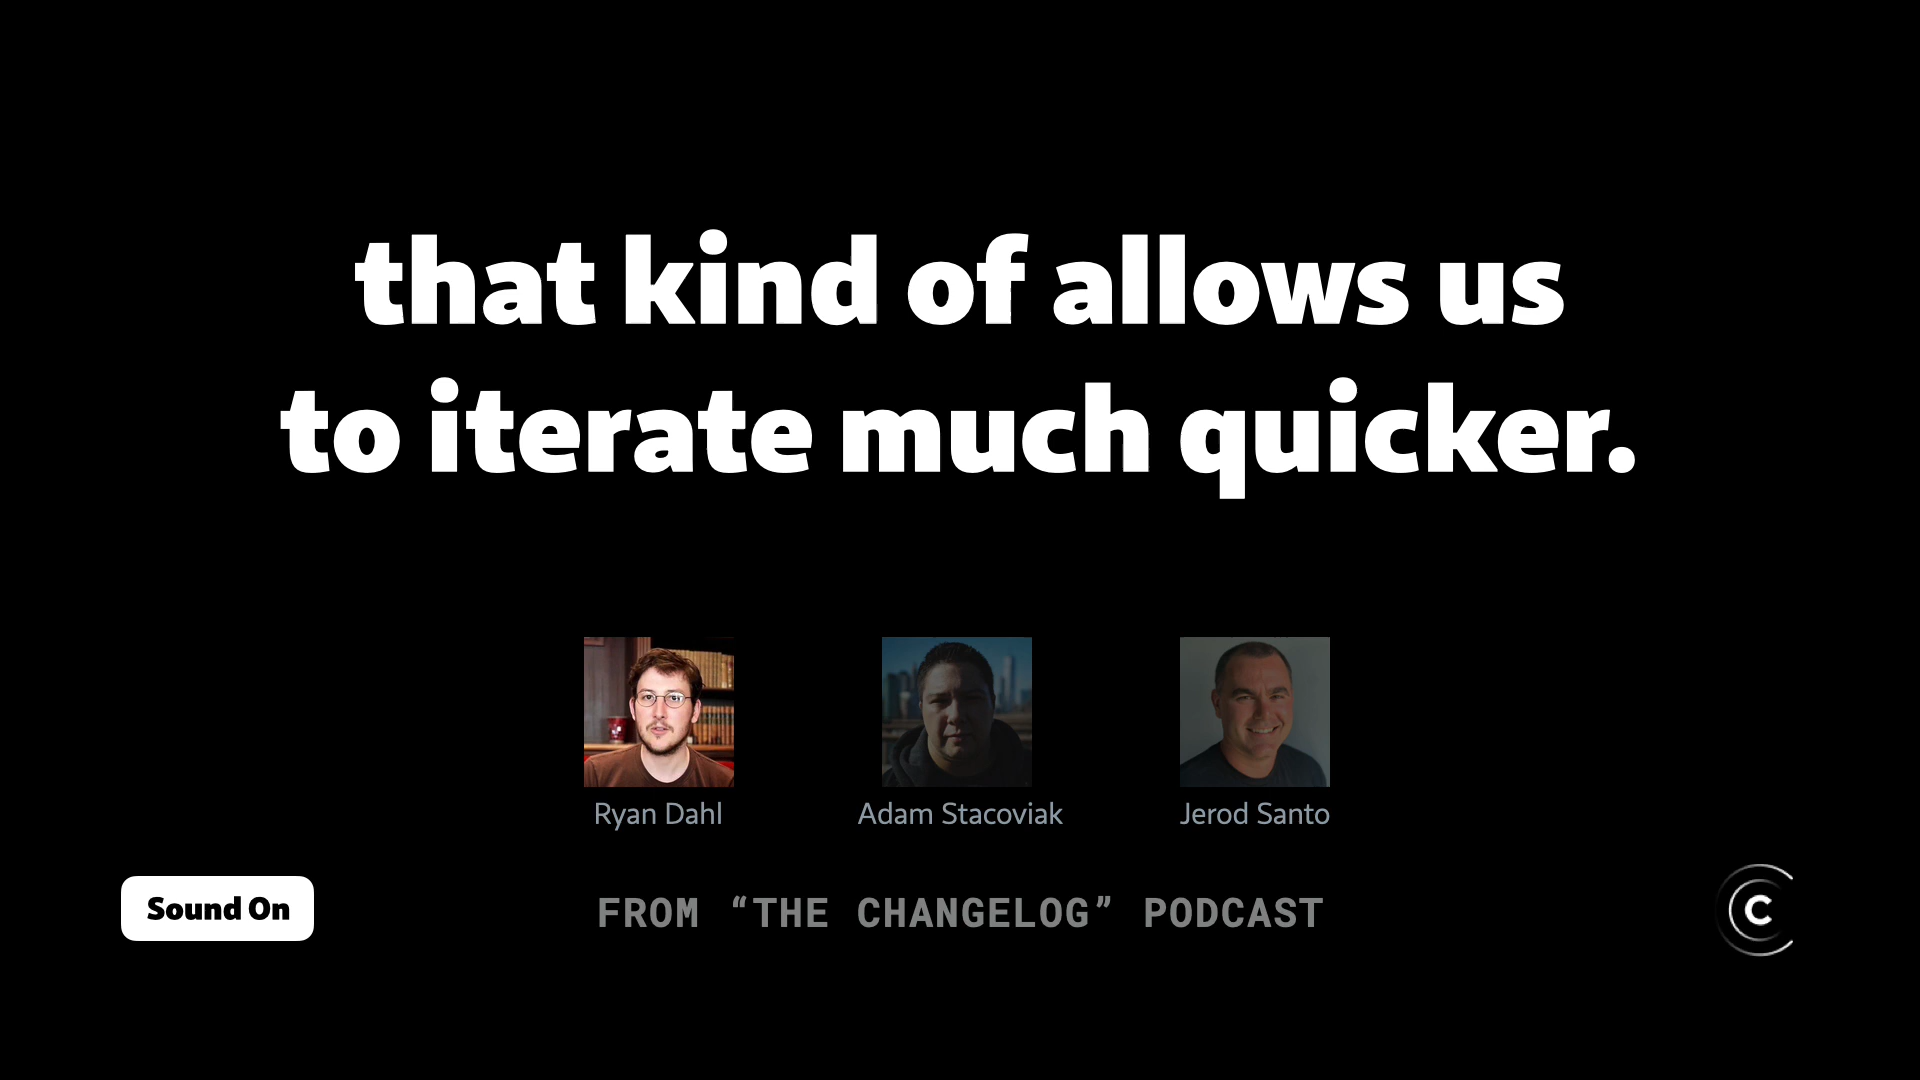 that kind of allows us
to iterate much quicker.
Ryan Dahl
Adam Stacoviak
Jerod Santo
Sound On
FROM “THE CHANGELOG” PODCAST
C